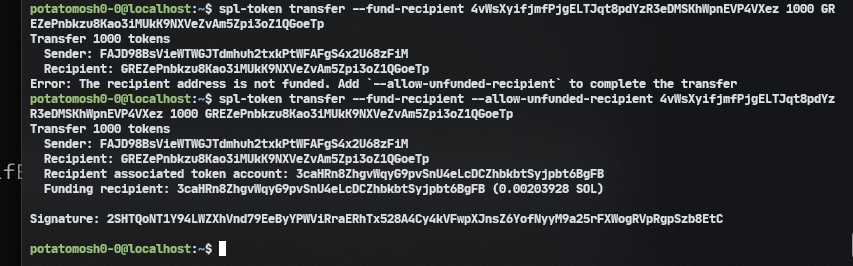 potatomosh0-0@localhost:~$ spl-token transfer --fund-recipient 4vWsXyifjmfPjgELTJqt8pdYzR3eDMSKhWpnEVP4VXez 1000 GR
EZePnbkzu8Kao3iMUkK9NXVeZvAm5Zpi3oZ1QGoeTp
Transfer 1000 tokens
  Sender: FAJD98BsVieWTWGJTdmhuh2txkPtWFAFgS4x2U68zFiM
  Recipient: GREZePnbkzu8Kao3iMUkK9NXVeZvAm5Zpi3oZ1QGoeTp
Error: The recipient address is not funded. Add `--allow-unfunded-recipient` to complete the transfer
potatomosh0-0@localhost:~$ spl-token transfer --fund-recipient --allow-unfunded-recipient 4vWsXyifjmfPjgELTJqt8pdYz
R3eDMSKhWpnEVP4VXez 1000 GREZePnbkzu8Kao3iMUkK9NXVeZvAm5Zpi3oZ1QGoeTp
Transfer 1000 tokens
  Sender: FAJD98BsVieWTWGJTdmhuh2txkPtWFAFgS4x2U68zFiM
  Recipient: GREZePnbkzu8Kao3iMUkK9NXVeZvAm5Zpi3oZ1QGoeTp
  Recipient associated token account: 3caHRn8ZhgvWqyG9pvSnU4eLcDCZhbkbtSyjpbt6BgFB
  Funding recipient: 3caHRn8ZhgvWqyG9pvSnU4eLcDCZhbkbtSyjpbt6BgFB (0.00203928 SOL)
Signature: 2SHTQoNT1Y94LWZXhVnd79EeByYPWViRraERhTx528A4Cy4kVFwpXJnsZ6YofNyyM9a25rFXWogRVpRgpSzb8EtC
potatomosh0-0@localhost:~$